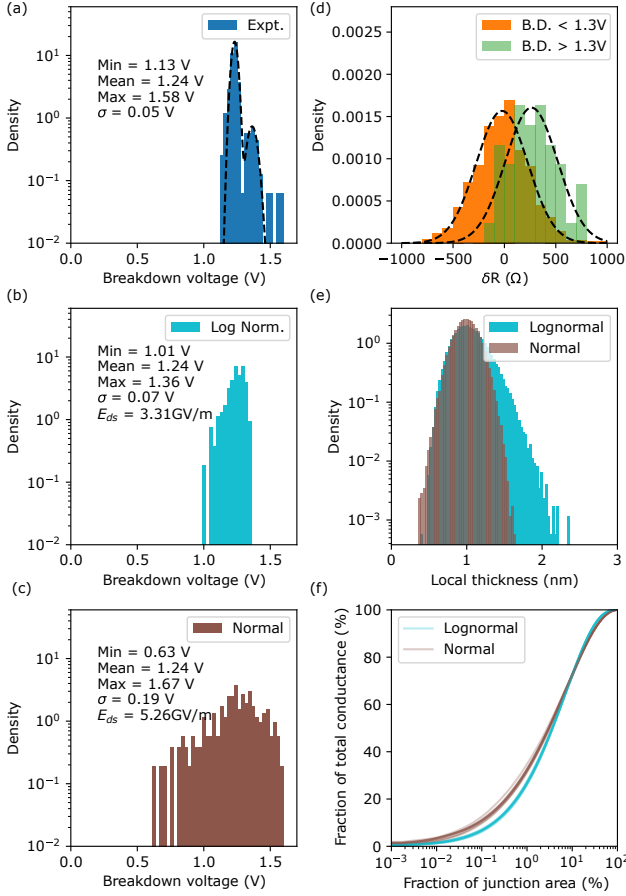 (a)
Expt.
Min = 1.13 V
Mean = 1.24 V
Max = 1.58 V
σ = 0.05 V
Density
10¹
10⁰
10⁻¹
10⁻²
0.0 0.5 1.0 1.5
Breakdown voltage (V)
(b)
Log Norm.
Min = 1.01 V
Mean = 1.24 V
Max = 1.36 V
σ = 0.07 V
E_ds = 3.31GV/m
Density
10¹
10⁰
10⁻¹
10⁻²
0.0 0.5 1.0 1.5
Breakdown voltage (V)
(c)
Normal
Min = 0.63 V
Mean = 1.24 V
Max = 1.67 V
σ = 0.19 V
E_ds = 5.26GV/m
Density
10¹
10⁰
10⁻¹
10⁻²
0.0 0.5 1.0 1.5
Breakdown voltage (V)
(d)
B.D. < 1.3V
B.D. > 1.3V
Density
0.0025
0.0020
0.0015
0.0010
0.0005
0.0000
−1000 −500 0 500 1000
δR (Ω)
(e)
Lognormal
Normal
Density
10⁰
10⁻¹
10⁻²
10⁻³
0 1 2 3
Local thickness (nm)
(f)
Lognormal
Normal
Fraction of total conductance (%)
100
80
60
40
20
0
10⁻³ 10⁻² 10⁻¹ 10⁰ 10¹ 10²
Fraction of junction area (%)